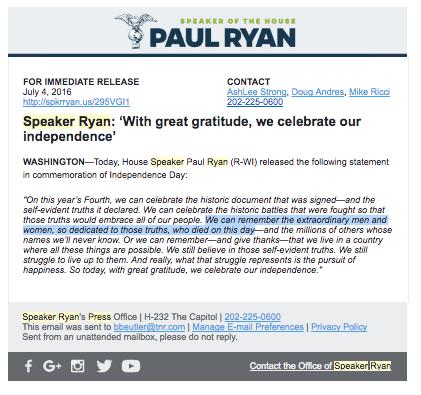 SPEAKER OF THE HOUSE
PAUL RYAN
FOR IMMEDIATE RELEASE
July 4, 2016
http://spkrryan.us/295VGI1
CONTACT
AshLee Strong, Doug Andres, Mike Ricci
202-225-0600
Speaker Ryan: ‘With great gratitude, we celebrate our
independence’
WASHINGTON—Today, House Speaker Paul Ryan (R-WI) released the following statement
in commemoration of Independence Day:
"On this year's Fourth, we can celebrate the historic document that was signed—and the
self-evident truths it declared. We can celebrate the historic battles that were fought so that
those truths would embrace all of our people. We can remember the extraordinary men and
women, so dedicated to those truths, who died on this day—and the millions of others whose
names we'll never know. Or we can remember—and give thanks—that we live in a country
where all these things are possible. We still believe in those self-evident truths. We still
struggle to live up to them. And really, what that struggle represents is the pursuit of
happiness. So today, with great gratitude, we celebrate our independence."
Speaker Ryan's Press Office | H-232 The Capitol | 202-225-0600
This email was sent to bbeutler@tnr.com | Manage E-mail Preferences | Privacy Policy
Sent from an unattended mailbox, please do not reply.
Contact the Office of Speaker Ryan